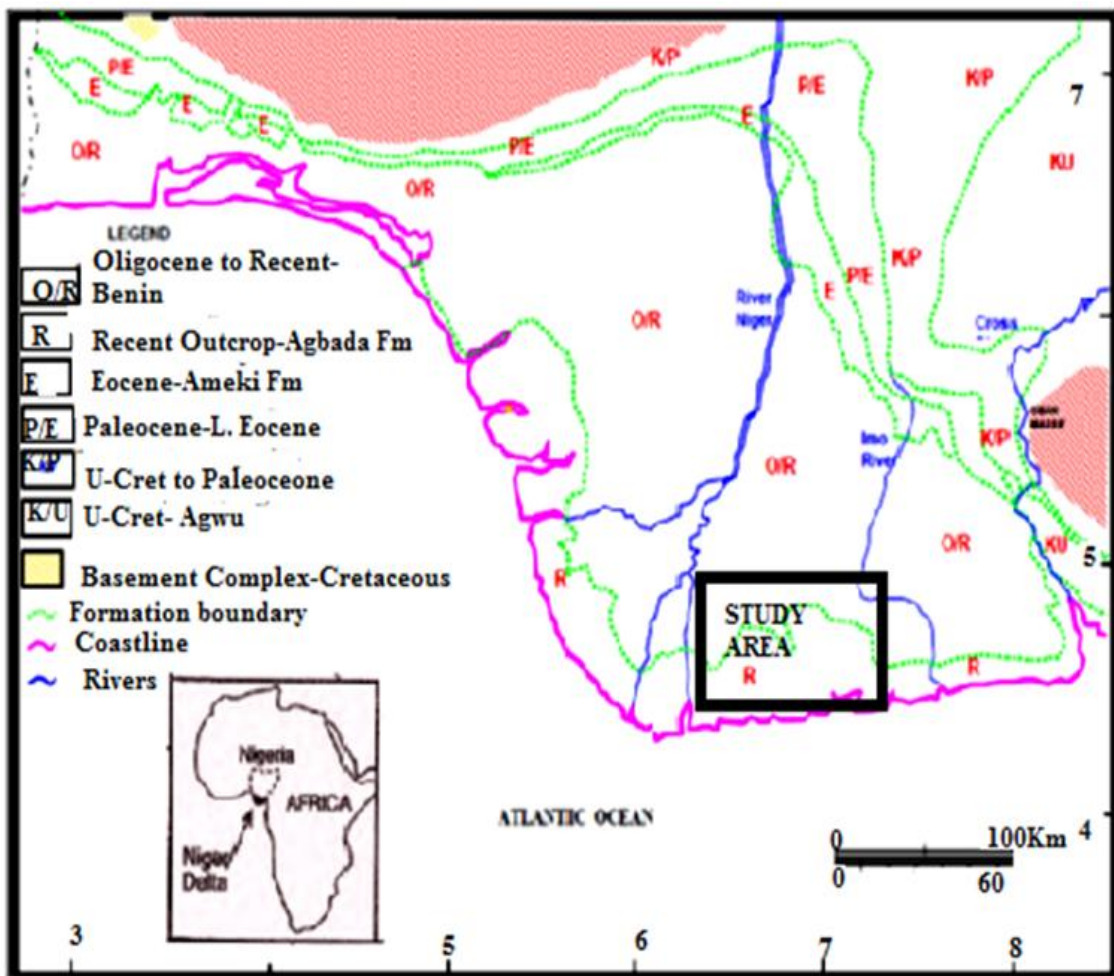 K/P
P/E
K/P
P/E
7
E
E
E
E
O/R
P/E
KU
O/R
LEGEND
Oligocene to Recent-
O/R Benin
K/P
P/E
E
R Recent Outcrop-Agbada Fm
River
Niger
O/R
E Eocene-Ameki Fm
P/E Paleocene-L. Eocene
K/P U-Cret to Paleoceone
K/P
Imo
River
O/R
K/U U-Cret- Agwu
O/R
KU
5
Basement Complex-Cretaceous
R
Formation boundary
STUDY
AREA
Coastline
R
R
Rivers
Nigeria
AFRICA
Niger
Delta
ATLANTIC OCEAN
4
0 100Km
0 60
3 5 6 7 8